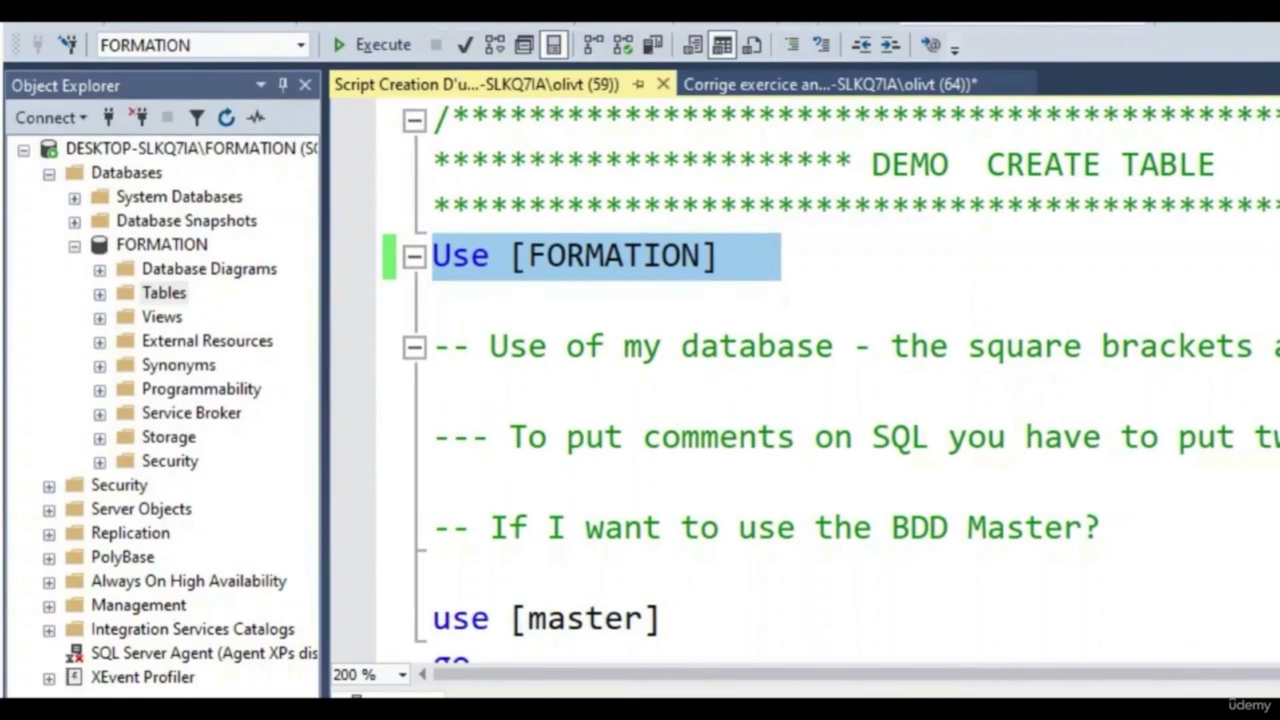 FORMATION
Execute
Object Explorer
Script Creation D'u...-SLKQ7IA\olivt (59))
Corrige exercice an...-SLKQ7IA\olivt (64))*
Connect
DESKTOP-SLKQ7IA\FORMATION (SQ
Databases
System Databases
Database Snapshots
FORMATION
Database Diagrams
Tables
Views
External Resources
Synonyms
Programmability
Service Broker
Storage
Security
Security
Server Objects
Replication
PolyBase
Always On High Availability
Management
Integration Services Catalogs
SQL Server Agent (Agent XPs dis
XEvent Profiler
/********************************************
********************** DEMO  CREATE TABLE
*********************************************
Use [FORMATION]
-- Use of my database - the square brackets a
--- To put comments on SQL you have to put tw
-- If I want to use the BDD Master?
use [master]
go
200 %
ûdemy